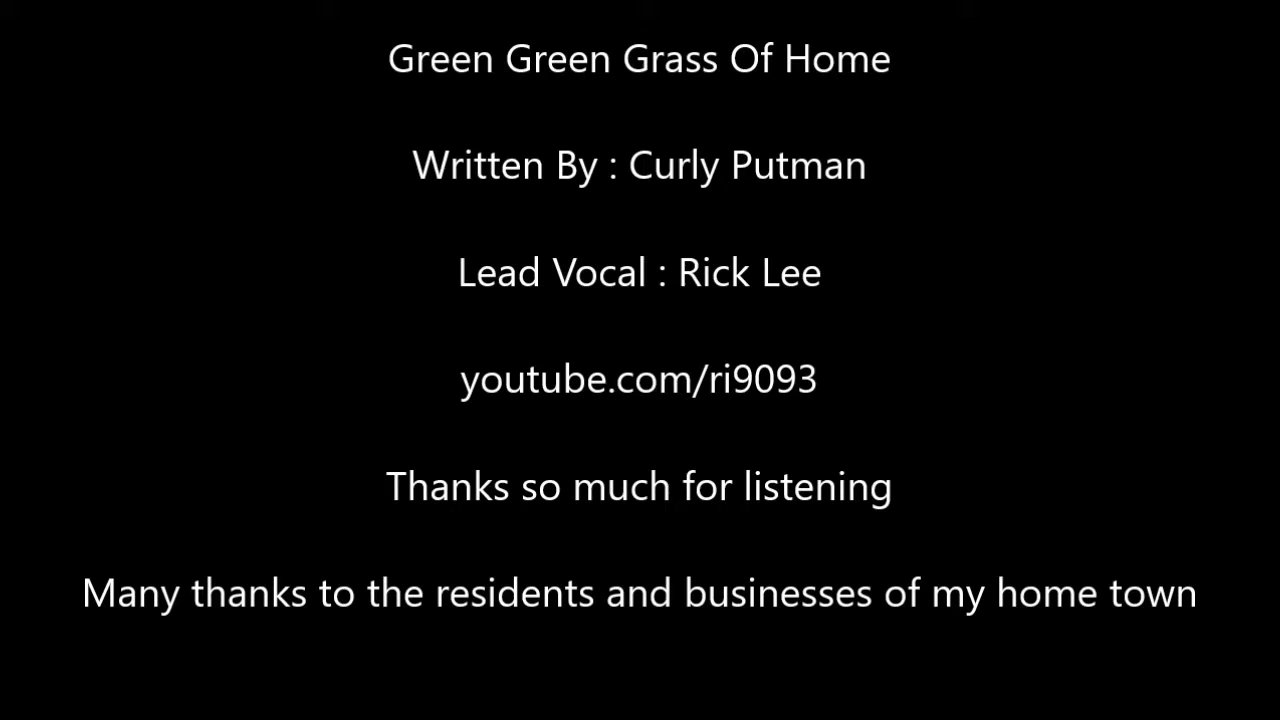 Green Green Grass Of Home
Written By : Curly Putman
Lead Vocal : Rick Lee
youtube.com/ri9093
Thanks so much for listening
Many thanks to the residents and businesses of my home town